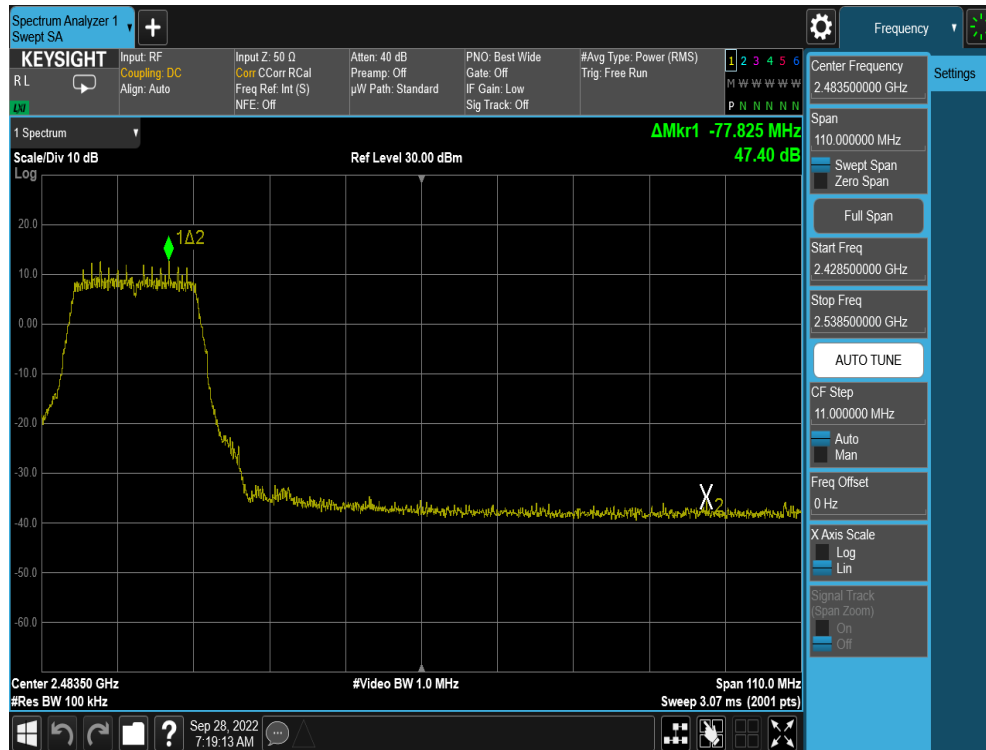 Spectrum Analyzer 1
Swept SA
Frequency
KEYSIGHT
R L
LXI
Input: RF
Coupling: DC
Align: Auto
Input Z: 50 Ω
Corr CCorr RCal
Freq Ref: Int (S)
NFE: Off
Atten: 40 dB
Preamp: Off
µW Path: Standard
PNO: Best Wide
Gate: Off
IF Gain: Low
Sig Track: Off
#Avg Type: Power (RMS)
Trig: Free Run
1 2 3 4 5 6
M W W W W W
P N N N N N
1 Spectrum
Scale/Div 10 dB
Log
Ref Level 30.00 dBm
ΔMkr1 -77.825 MHz
47.40 dB
20.0
10.0
0.00
-10.0
-20.0
-30.0
-40.0
-50.0
-60.0
1Δ2
X2
Center 2.48350 GHz
#Res BW 100 kHz
#Video BW 1.0 MHz
Span 110.0 MHz
Sweep 3.07 ms (2001 pts)
Sep 28, 2022
7:19:13 AM
Center Frequency
2.483500000 GHz
Settings
Span
110.000000 MHz
Swept Span
Zero Span
Full Span
Start Freq
2.428500000 GHz
Stop Freq
2.538500000 GHz
AUTO TUNE
CF Step
11.000000 MHz
Auto
Man
Freq Offset
0 Hz
X Axis Scale
Log
Lin
Signal Track
(Span Zoom)
On
Off